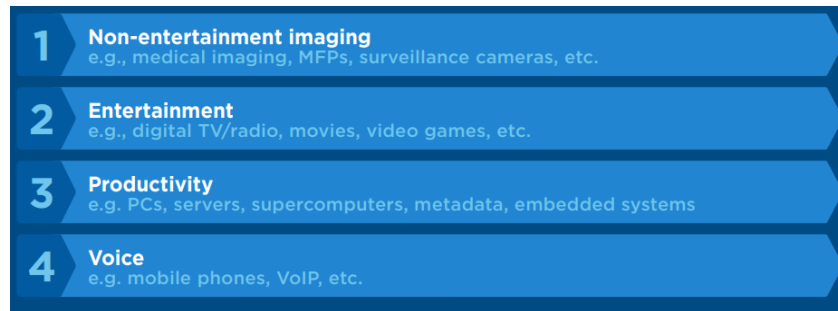 1
Non-entertainment imaging
e.g., medical imaging, MFPs, surveillance cameras, etc.
2
Entertainment
e.g., digital TV/radio, movies, video games, etc.
3
Productivity
e.g. PCs, servers, supercomputers, metadata, embedded systems
4
Voice
e.g. mobile phones, VoIP, etc.